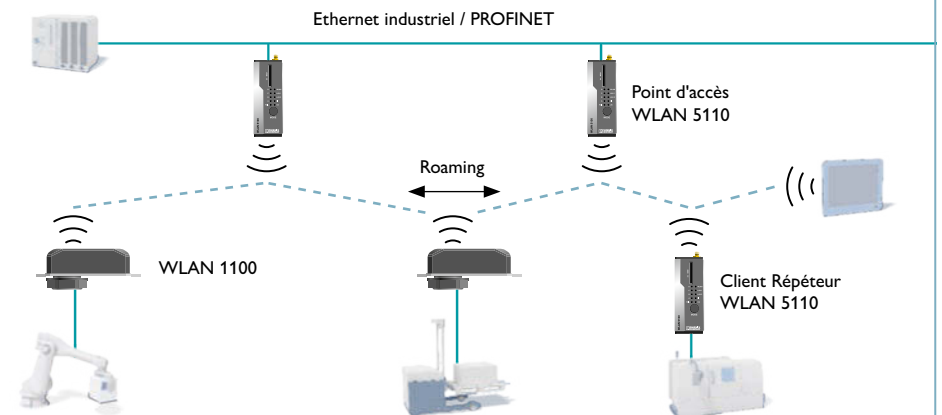 Ethernet industriel / PROFINET
Point d'accès
WLAN 5110
Roaming
WLAN 1100
Client Répéteur
WLAN 5110